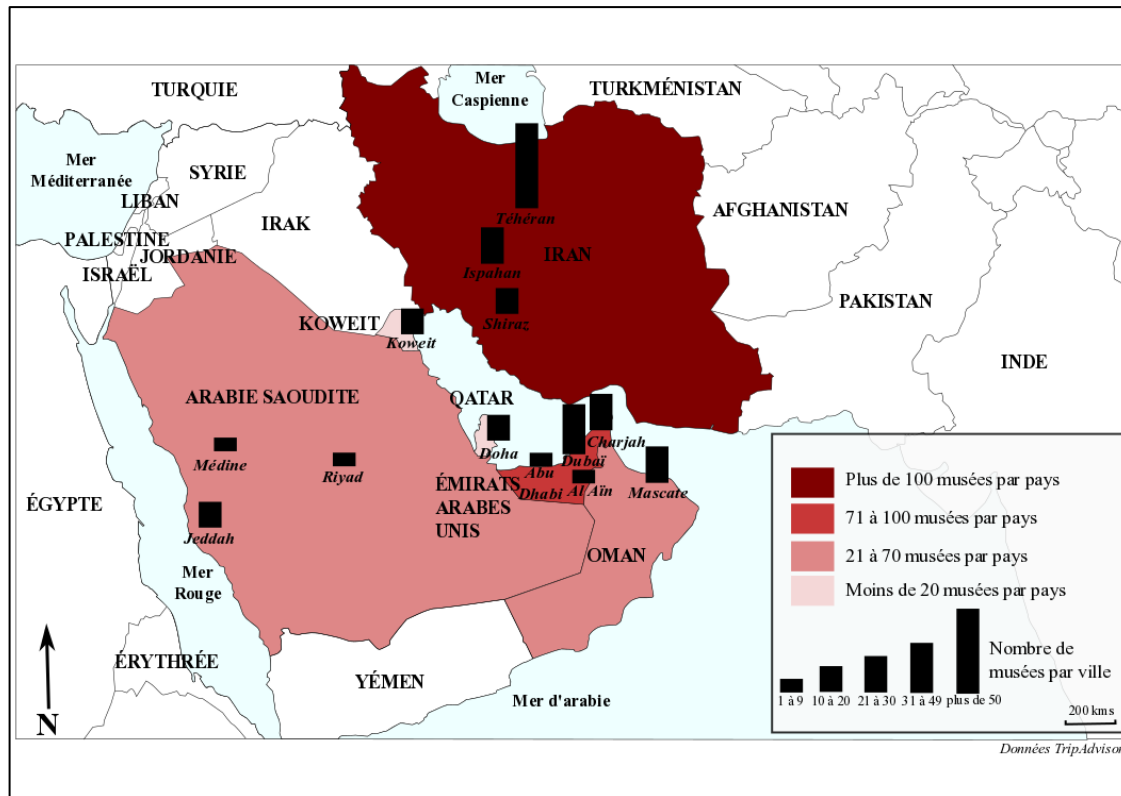 TURQUIE
Mer
Caspienne
TURKMÉNISTAN
Mer
Méditerranée
SYRIE
LIBAN
IRAK
Téhéran
AFGHANISTAN
PALESTINE
JORDANIE
ISRAËL
Ispahan
IRAN
PAKISTAN
Shiraz
KOWEIT
Koweit
INDE
ARABIE SAOUDITE
QATAR
Charjah
Doha
Dubaï
Médine
Riyad
Abu
Dhabi
Al Aïn
Mascate
ÉGYPTE
ÉMIRATS
ARABES
UNIS
Jeddah
OMAN
Mer
Rouge
ÉRYTHRÉE
YÉMEN
Mer d'arabie
N
Plus de 100 musées par pays
71 à 100 musées par pays
21 à 70 musées par pays
Moins de 20 musées par pays
Nombre de
musées par ville
1 à 9 10 à 20 21 à 30 31 à 49 plus de 50
200 kms
Données TripAdvisor